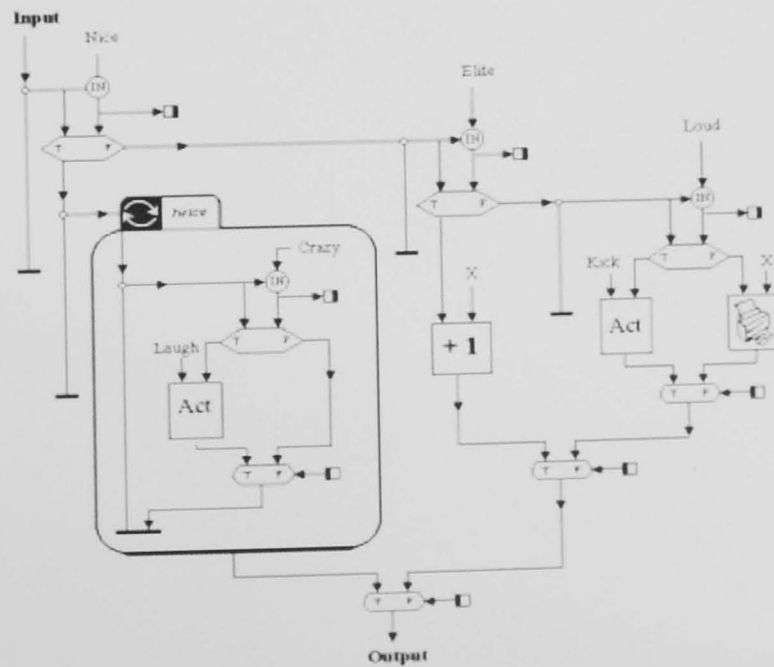 Input
Nice
IN
T F
Elite
IN
T F
Loud
IN
T F
twice
Crazy
IN
T F
Laugh
Act
T F
X
+ 1
Kick
Act
X
T F
T F
T F
Output